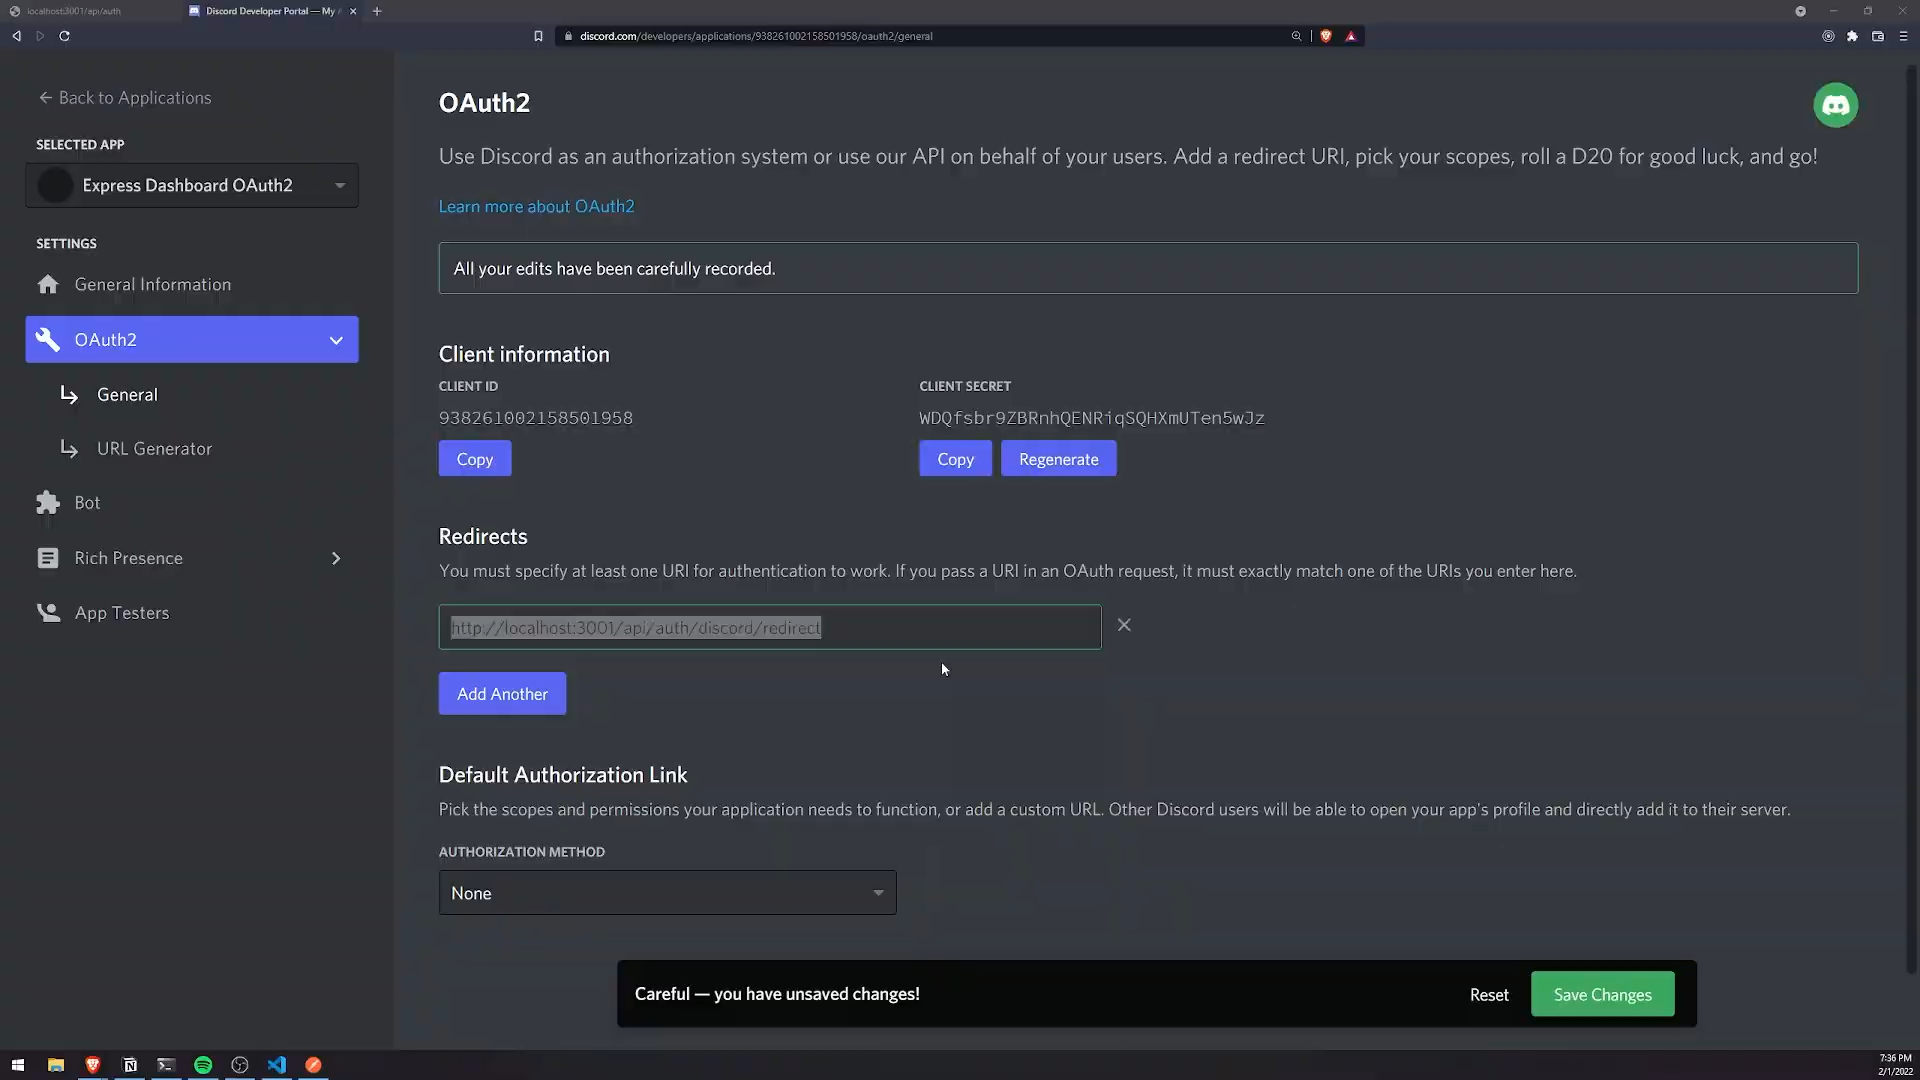 localhost:3001/api/auth
Discord Developer Portal — My A
discord.com/developers/applications/938261002158501958/oauth2/general
Back to Applications
SELECTED APP
Express Dashboard OAuth2
SETTINGS
General Information
OAuth2
General
URL Generator
Bot
Rich Presence
App Testers
OAuth2
Use Discord as an authorization system or use our API on behalf of your users. Add a redirect URI, pick your scopes, roll a D20 for good luck, and go!
Learn more about OAuth2
All your edits have been carefully recorded.
Client information
CLIENT ID
938261002158501958
Copy
CLIENT SECRET
WDQfsbr9ZBRnhQENRiqSQHXmUTen5wJz
Copy Regenerate
Redirects
You must specify at least one URI for authentication to work. If you pass a URI in an OAuth request, it must exactly match one of the URIs you enter here.
http://localhost:3001/api/auth/discord/redirect
Add Another
Default Authorization Link
Pick the scopes and permissions your application needs to function, or add a custom URL. Other Discord users will be able to open your app's profile and directly add it to their server.
AUTHORIZATION METHOD
None
Careful — you have unsaved changes!
Reset
Save Changes
7:36 PM
2/1/2022